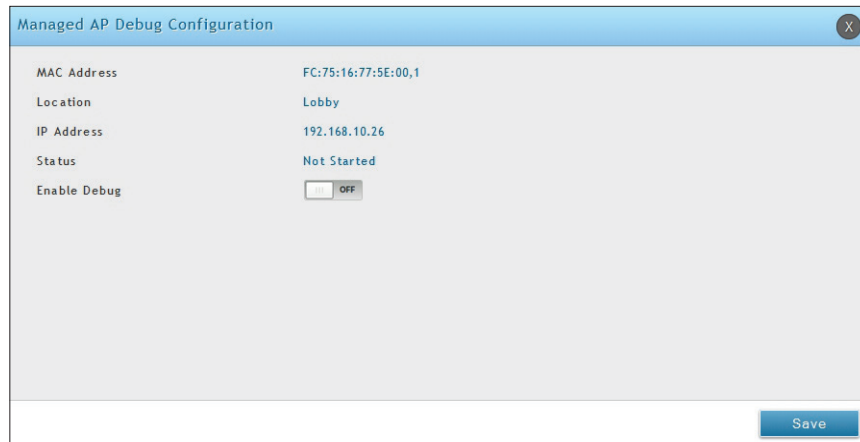 Managed AP Debug Configuration X
MAC Address FC:75:16:77:5E:00,1
Location Lobby
IP Address 192.168.10.26
Status Not Started
Enable Debug OFF
Save